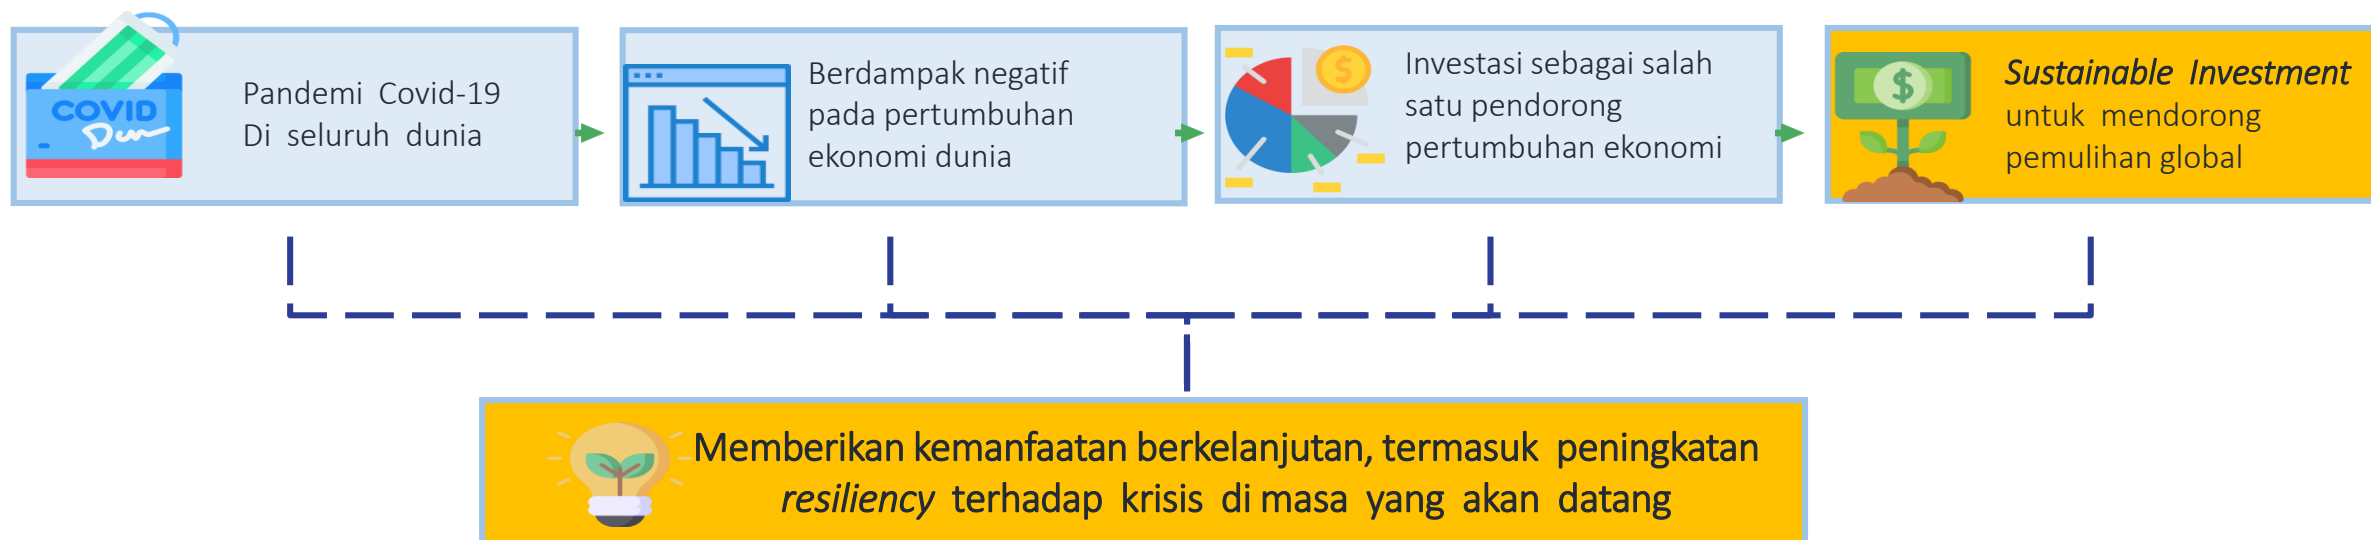 COVID
Pandemi Covid-19
Di seluruh dunia
Berdampak negatif
pada pertumbuhan
ekonomi dunia
$
Investasi sebagai salah
satu pendorong
pertumbuhan ekonomi
$
Sustainable Investment
untuk mendorong
pemulihan global
Memberikan kemanfaatan berkelanjutan, termasuk peningkatan
resiliency terhadap krisis di masa yang akan datang